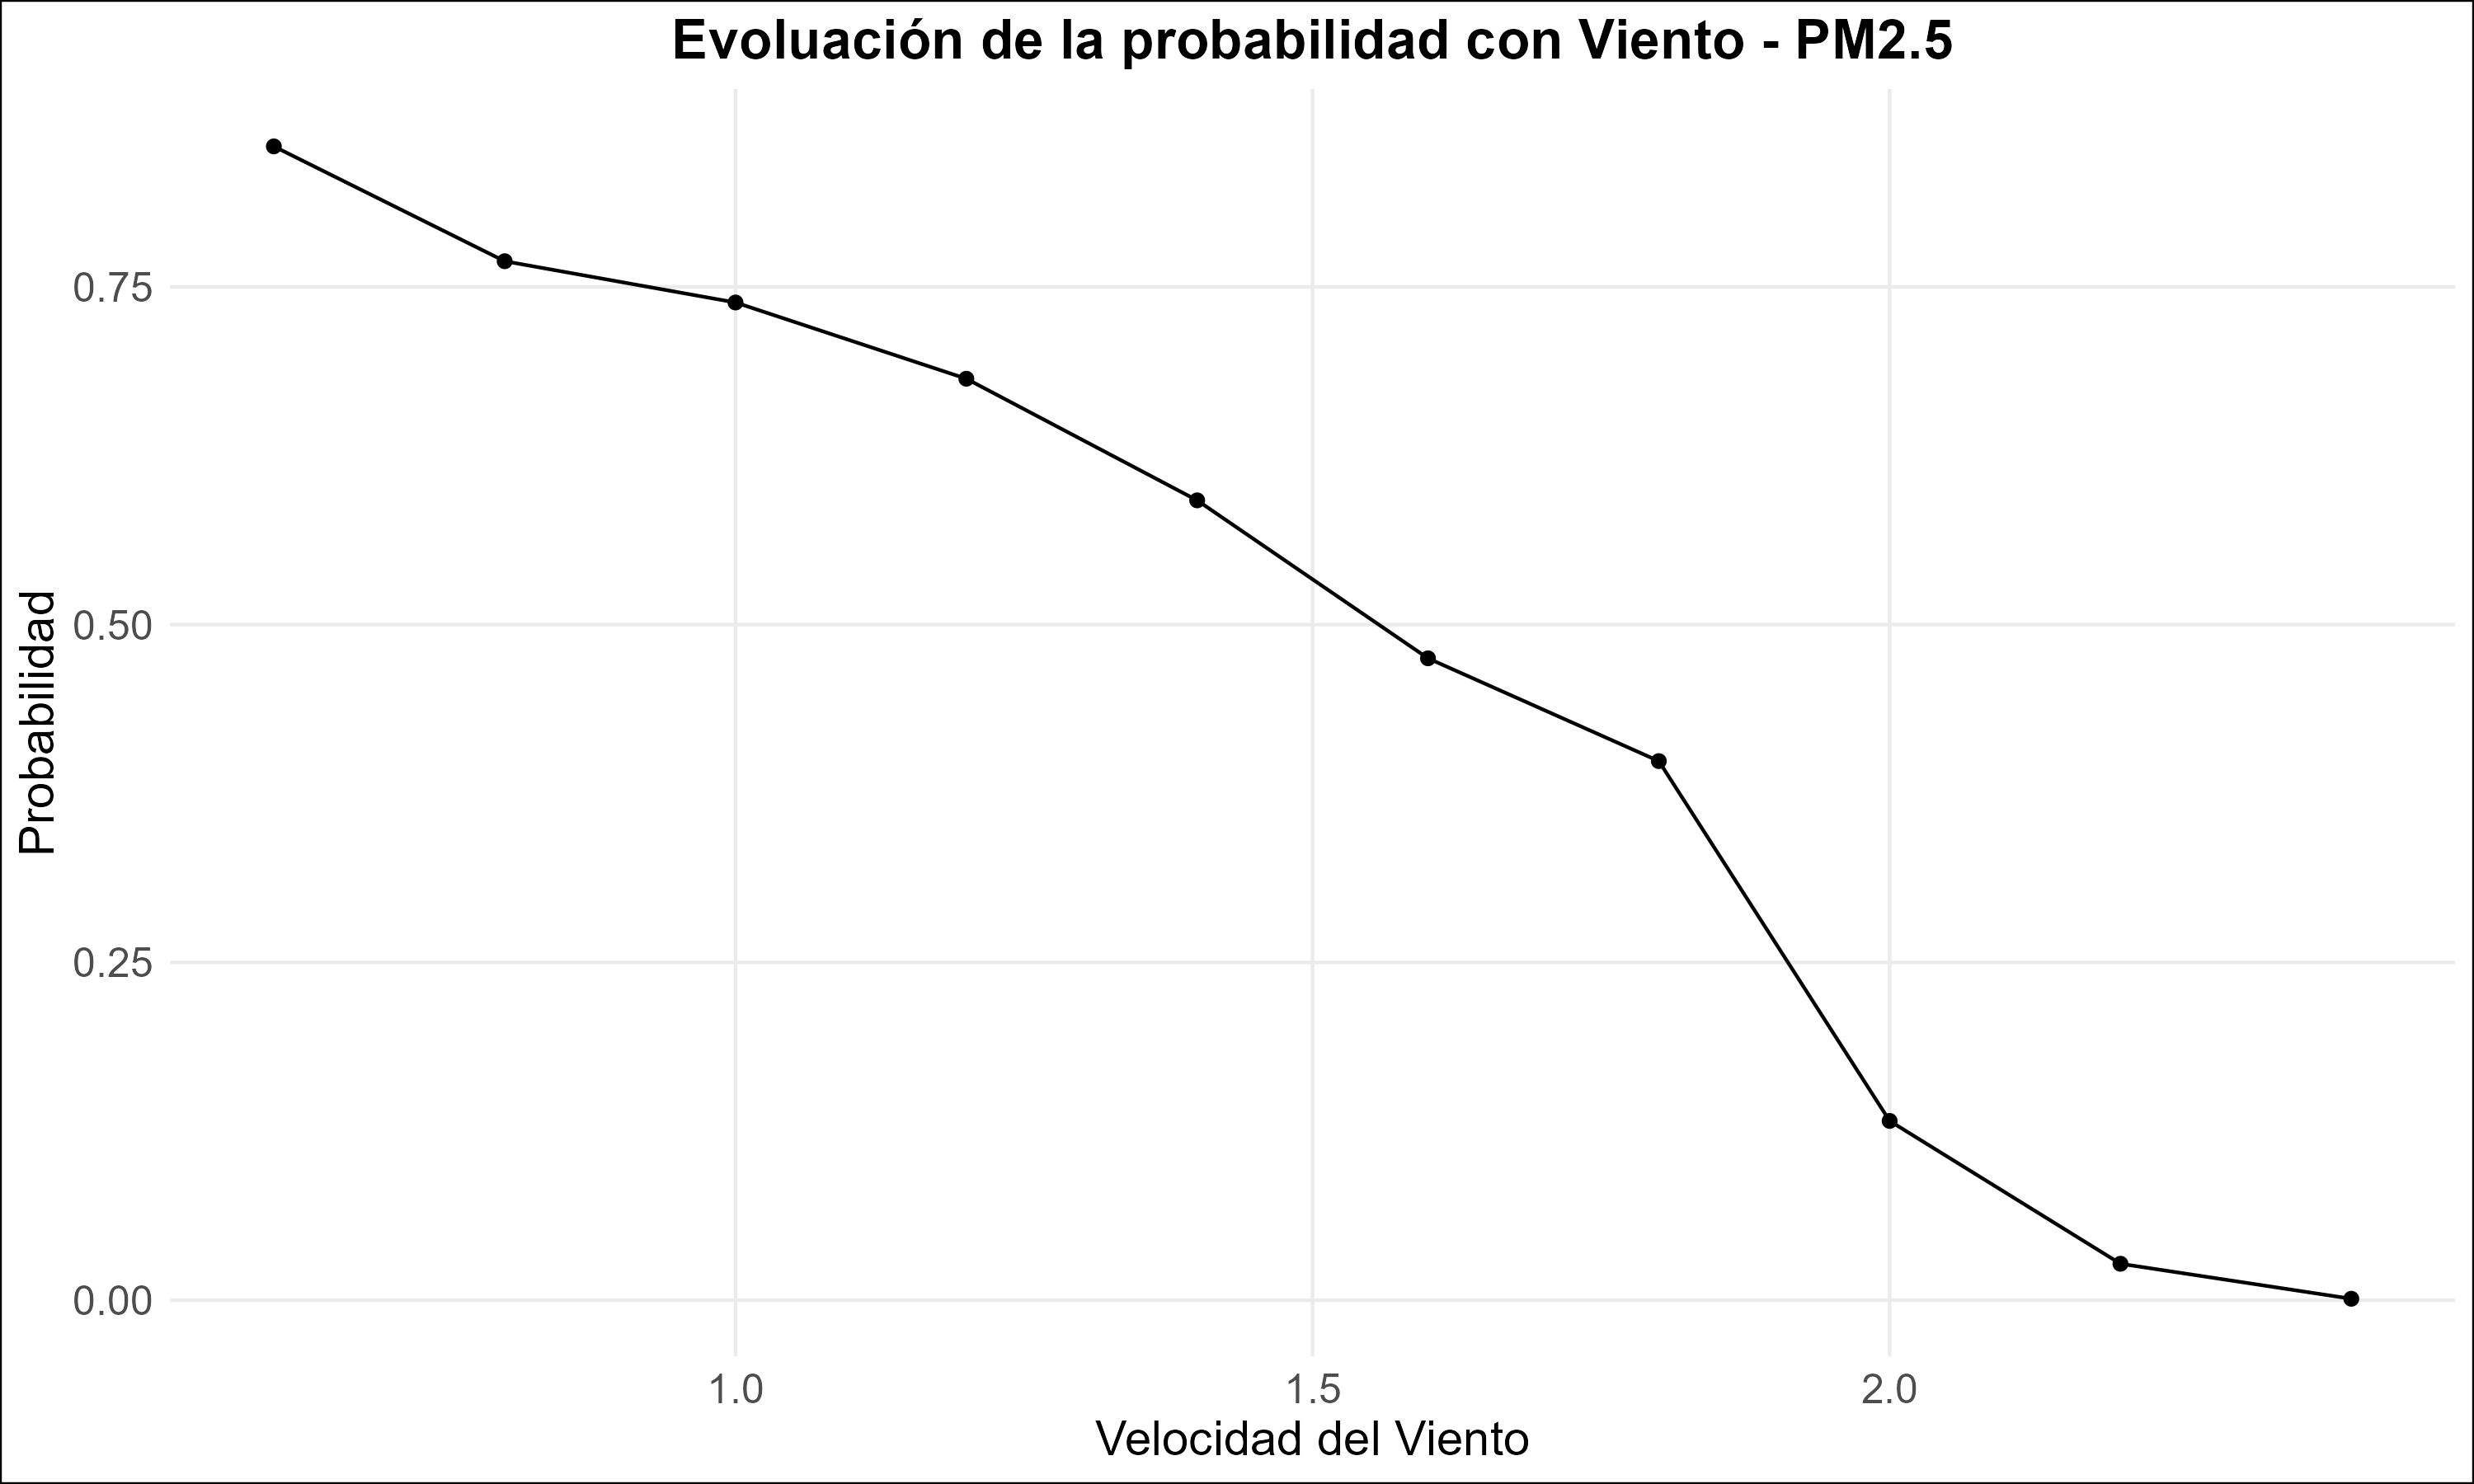 Evoluación de la probabilidad con Viento - PM2.5
Probabilidad
0.75
0.50
0.25
0.00
1.0
1.5
2.0
Velocidad del Viento